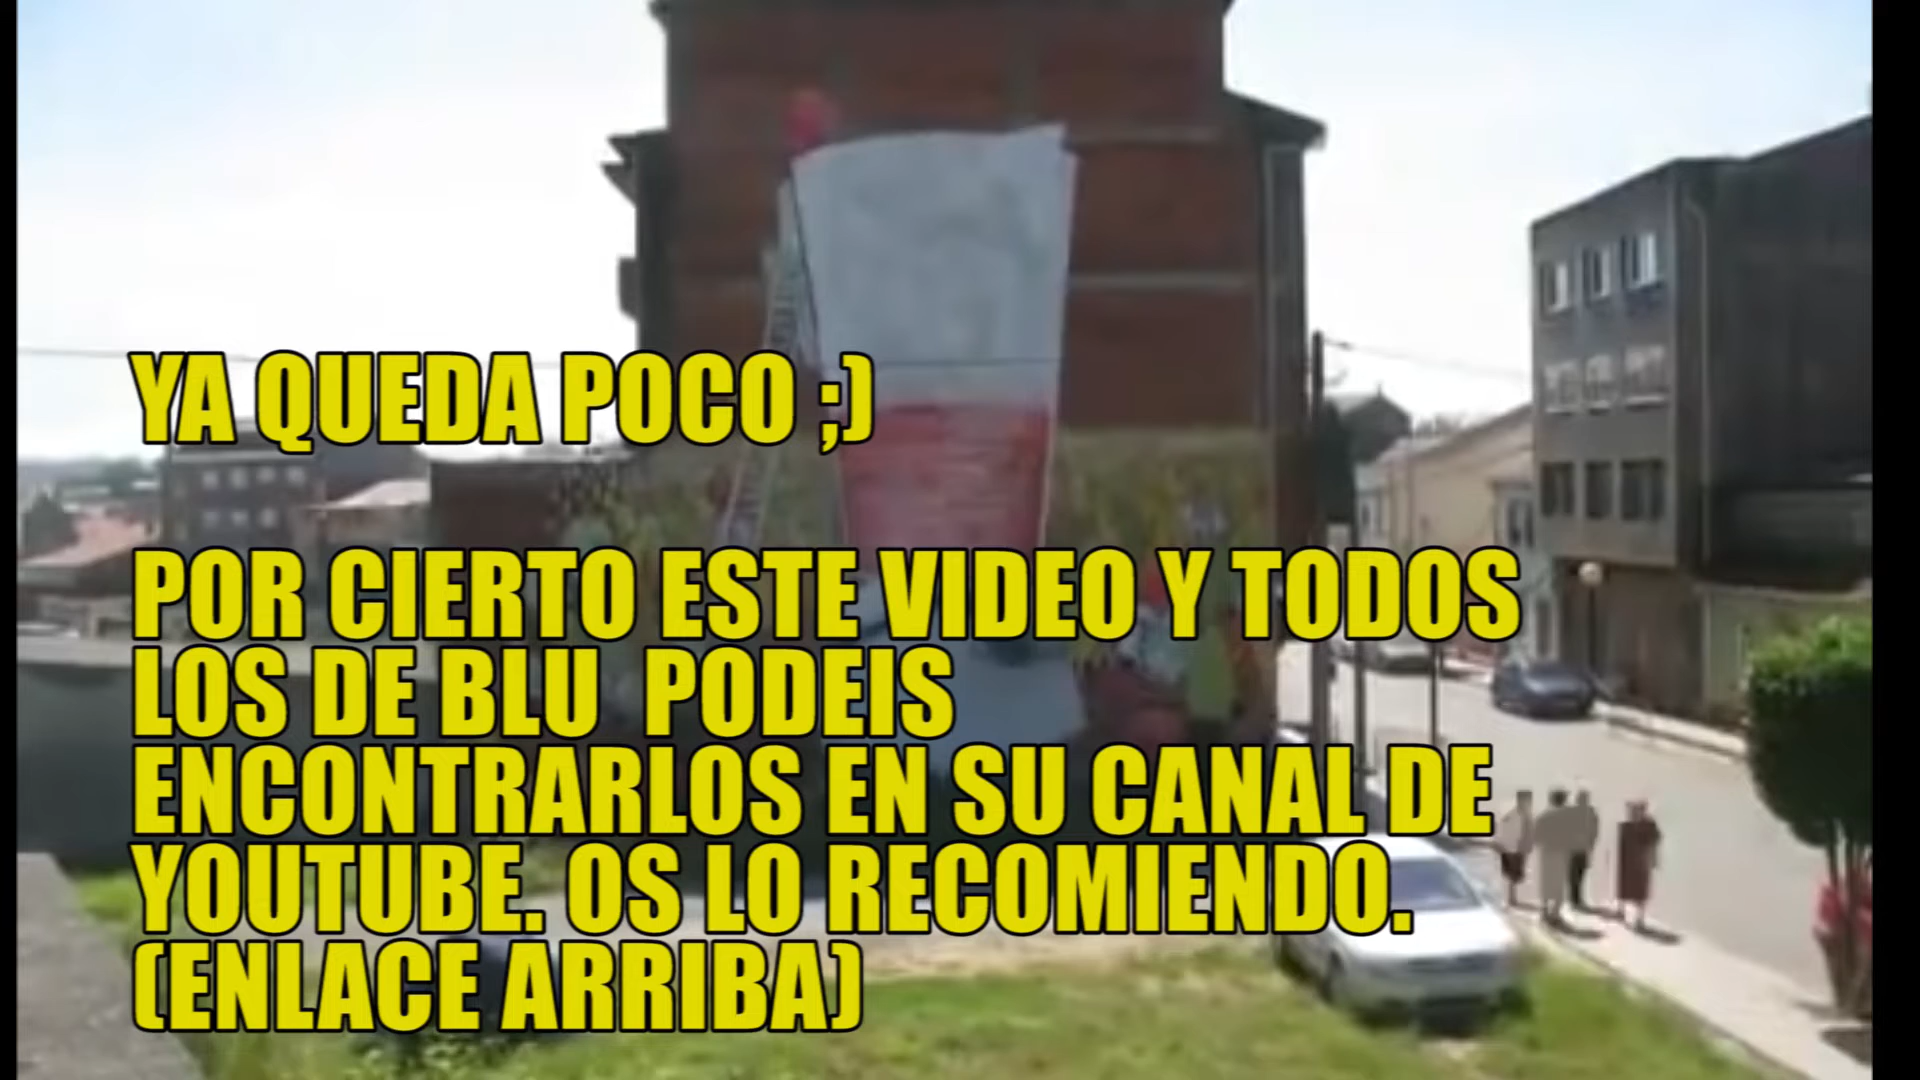 YA QUEDA POCO ;)
POR CIERTO ESTE VIDEO Y TODOS
LOS DE BLU PODEIS
ENCONTRARLOS EN SU CANAL DE
YOUTUBE. OS LO RECOMIENDO.
(ENLACE ARRIBA)